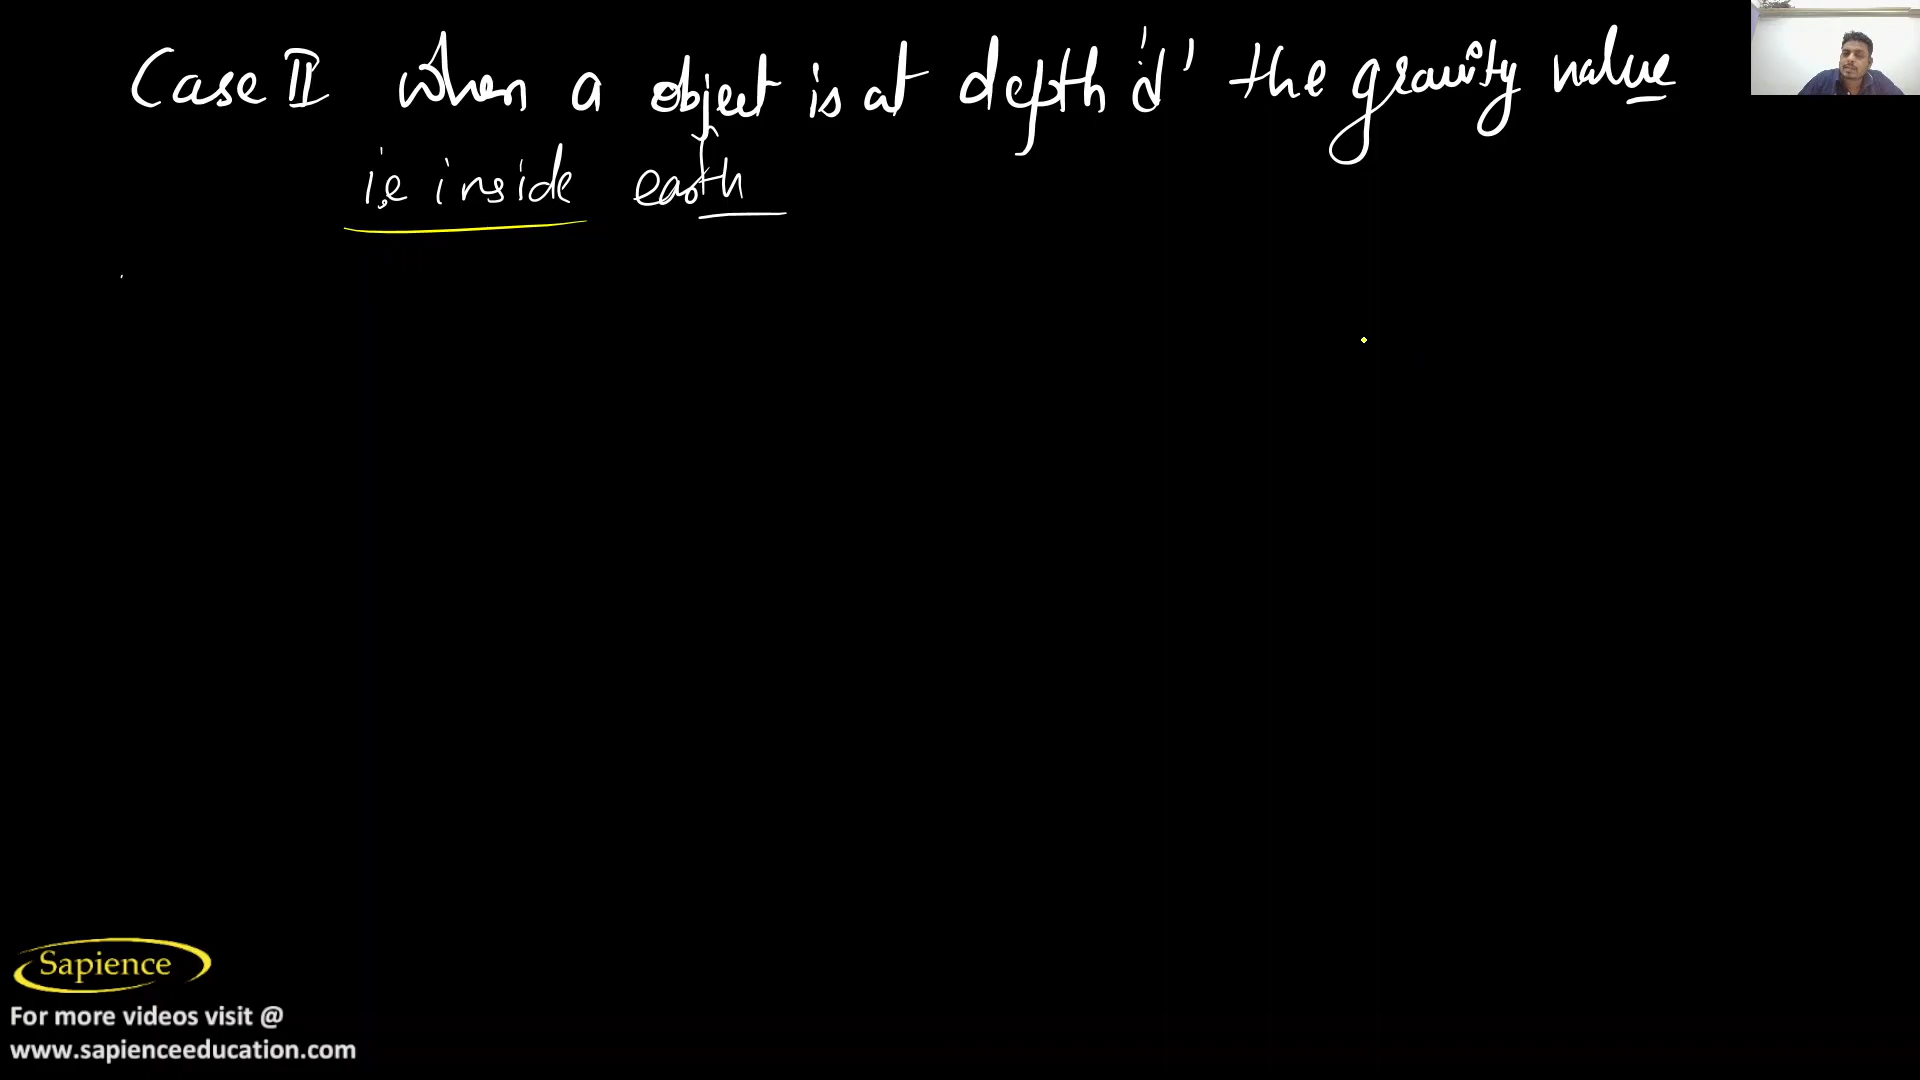 Case II when a object is at depth 'd' the gravity value
i,e inside earth
Sapience
For more videos visit @
www.sapienceeducation.com